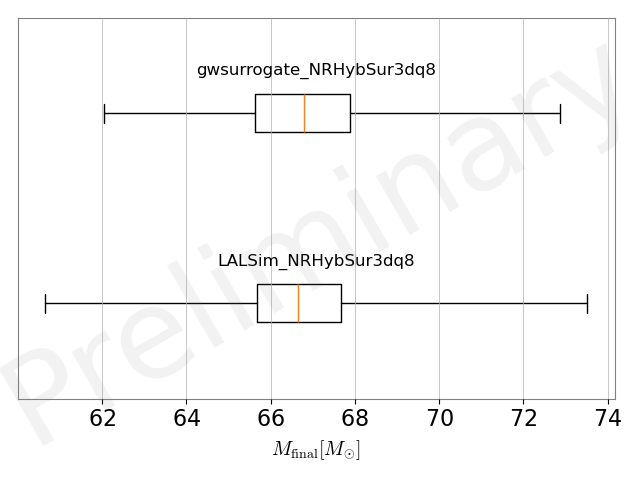 gwsurrogate_NRHybSur3dq8
LALSim_NRHybSur3dq8
Preliminary
62 64 66 68 70 72 74
M_final[M_⊙]